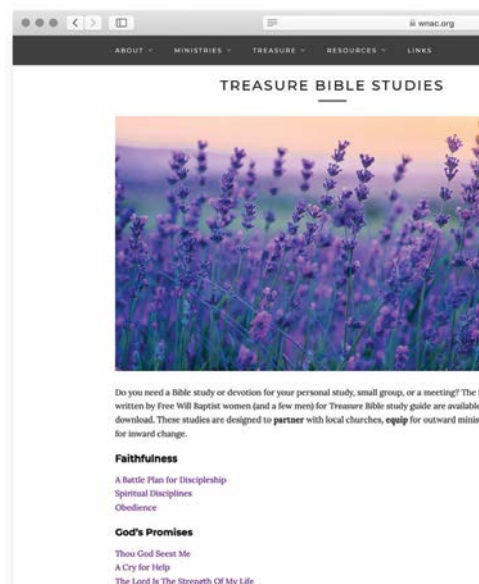 wnac.org
ABOUT MINISTRIES TREASURE RESOURCES LINKS
TREASURE BIBLE STUDIES
Do you need a Bible study or devotion for your personal study, small group, or a meeting? The
written by Free Will Baptist women (and a few men) for Treasure Bible study guide are available
download. These studies are designed to partner with local churches, equip for outward
for inward change.
Faithfulness
A Battle Plan for Discipleship
Spiritual Disciplines
Obedience
God's Promises
Thou God Seest Me
A Cry for Help
The Lord Is The Strength Of My Life